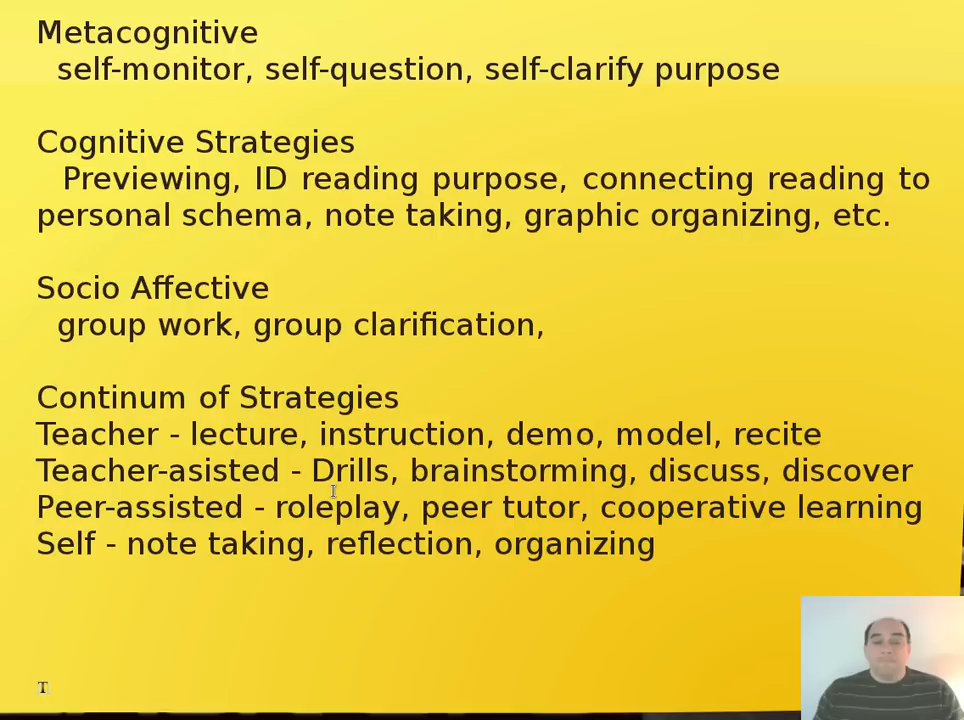 Metacognitive
self-monitor, self-question, self-clarify purpose
Cognitive Strategies
Previewing, ID reading purpose, connecting reading to
personal schema, note taking, graphic organizing, etc.
Socio Affective
group work, group clarification,
Continum of Strategies
Teacher - lecture, instruction, demo, model, recite
Teacher-asisted - Drills, brainstorming, discuss, discover
Peer-assisted - roleplay, peer tutor, cooperative learning
Self - note taking, reflection, organizing
T